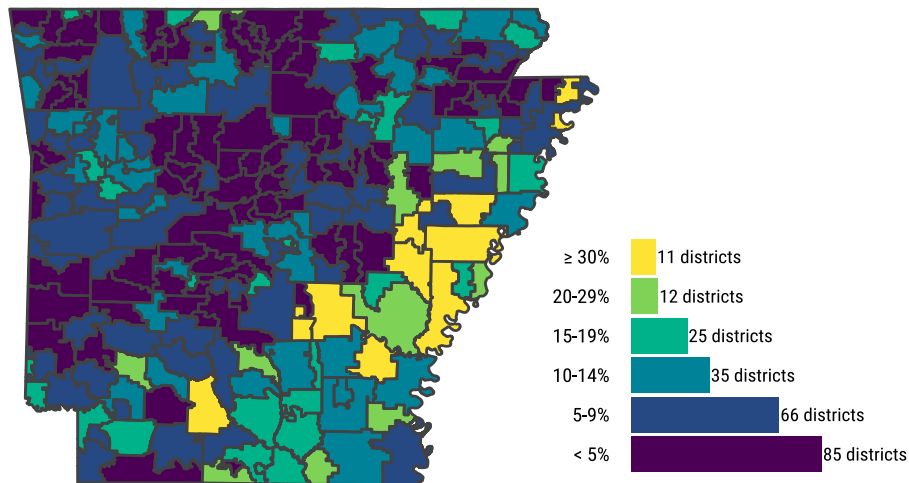 ≥ 30% 11 districts
20-29% 12 districts
15-19% 25 districts
10-14% 35 districts
5-9% 66 districts
< 5% 85 districts